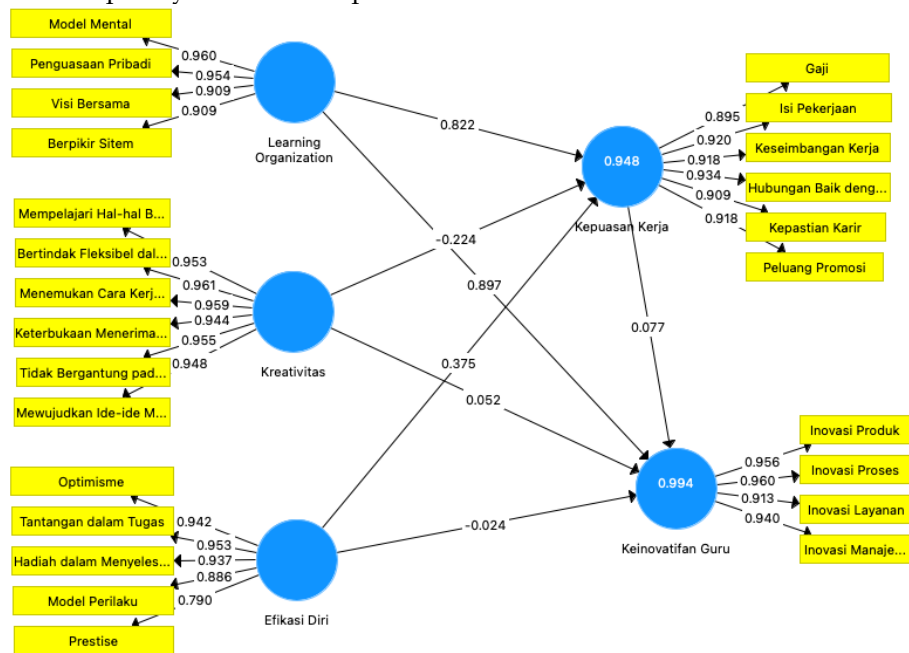 Model Mental
Penguasaan Pribadi
Visi Bersama
Berpikir Sitem
0.960
0.954
0.909
0.909
Learning
Organization
Mempelajari Hal-hal B...
Bertindak Fleksibel dal...
Menemukan Cara Kerj...
Keterbukaan Menerima...
Tidak Bergantung pad...
Mewujudkan Ide-ide M...
0.953
0.961
0.959
0.944
0.955
0.948
Kreativitas
Optimisme
Tantangan dalam Tugas
Hadiah dalam Menyeles...
Model Perilaku
Prestise
0.942
0.953
0.937
0.886
0.790
Efikasi Diri
0.822
-0.224
0.897
0.375
0.052
-0.024
0.077
0.948
Kepuasan Kerja
0.895
0.920
0.918
0.934
0.909
0.918
Gaji
Isi Pekerjaan
Keseimbangan Kerja
Hubungan Baik deng...
Kepastian Karir
Peluang Promosi
0.994
Keinovatifan Guru
0.956
0.960
0.913
0.940
Inovasi Produk
Inovasi Proses
Inovasi Layanan
Inovasi Manaje...